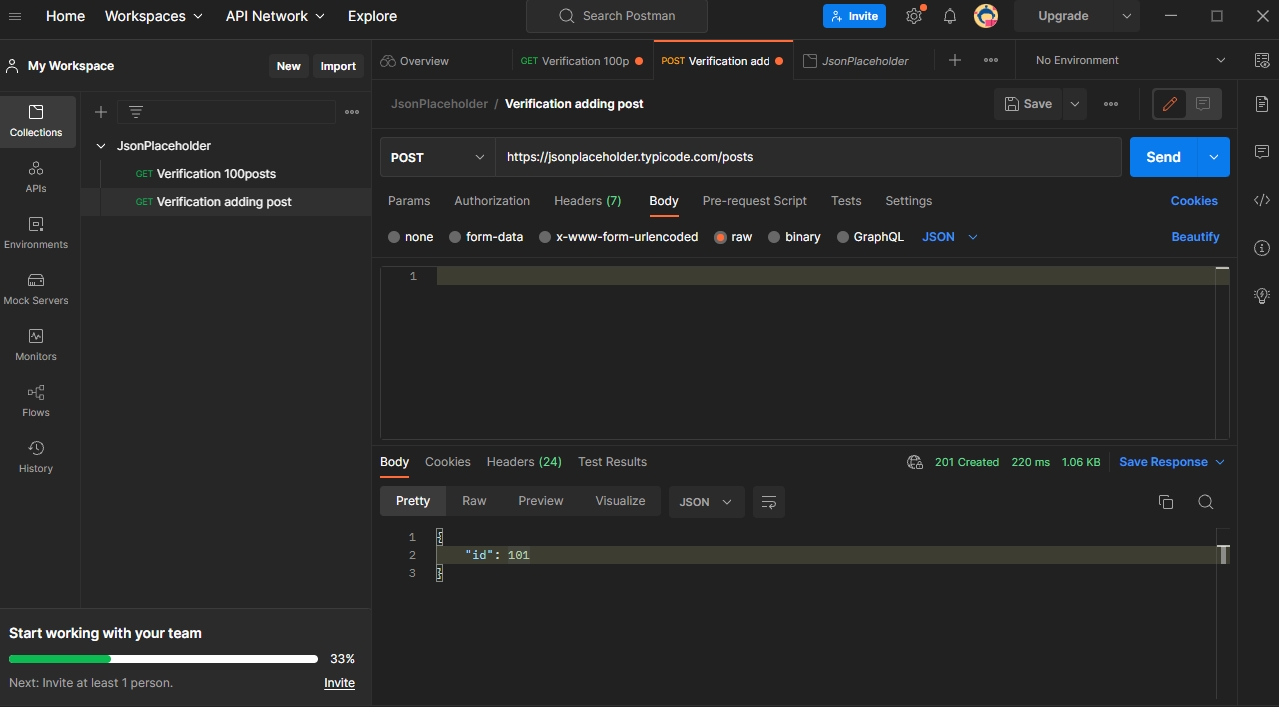 Home Workspaces API Network Explore Search Postman Invite Upgrade
My Workspace New Import
Overview GET Verification 100p POST Verification add JsonPlaceholder No Environment
Collections
APIs
Environments
Mock Servers
Monitors
Flows
History
JsonPlaceholder
GET Verification 100posts
GET Verification adding post
JsonPlaceholder / Verification adding post Save
POST https://jsonplaceholder.typicode.com/posts Send
Params Authorization Headers (7) Body Pre-request Script Tests Settings Cookies
none form-data x-www-form-urlencoded raw binary GraphQL JSON Beautify
1
Body Cookies Headers (24) Test Results 201 Created 220 ms 1.06 KB Save Response
Pretty Raw Preview Visualize JSON
1 {
2 "id": 101
3 }
Start working with your team
33%
Next: Invite at least 1 person. Invite